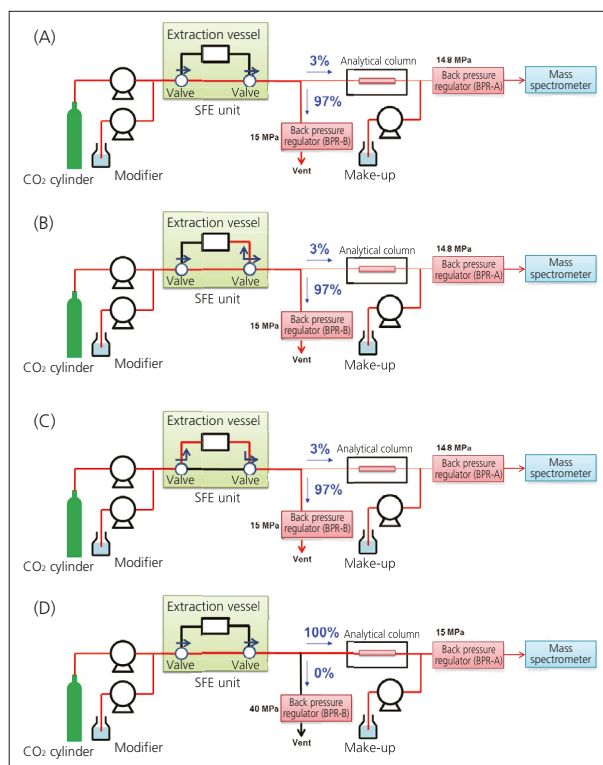 (A)
Extraction vessel
Valve
Valve
SFE unit
CO2 cylinder
Modifier
3%
97%
15 MPa
Back pressure
regulator (BPR-B)
Vent
Analytical column
Make-up
14.8 MPa
Back pressure
regulator (BPR-A)
Mass
spectrometer
(B)
Extraction vessel
Valve
Valve
SFE unit
CO2 cylinder
Modifier
3%
97%
15 MPa
Back pressure
regulator (BPR-B)
Vent
Analytical column
Make-up
14.8 MPa
Back pressure
regulator (BPR-A)
Mass
spectrometer
(C)
Extraction vessel
Valve
Valve
SFE unit
CO2 cylinder
Modifier
3%
97%
15 MPa
Back pressure
regulator (BPR-B)
Vent
Analytical column
Make-up
14.8 MPa
Back pressure
regulator (BPR-A)
Mass
spectrometer
(D)
Extraction vessel
Valve
Valve
SFE unit
CO2 cylinder
Modifier
100%
0%
40 MPa
Back pressure
regulator (BPR-B)
Vent
Analytical column
Make-up
15 MPa
Back pressure
regulator (BPR-A)
Mass
spectrometer